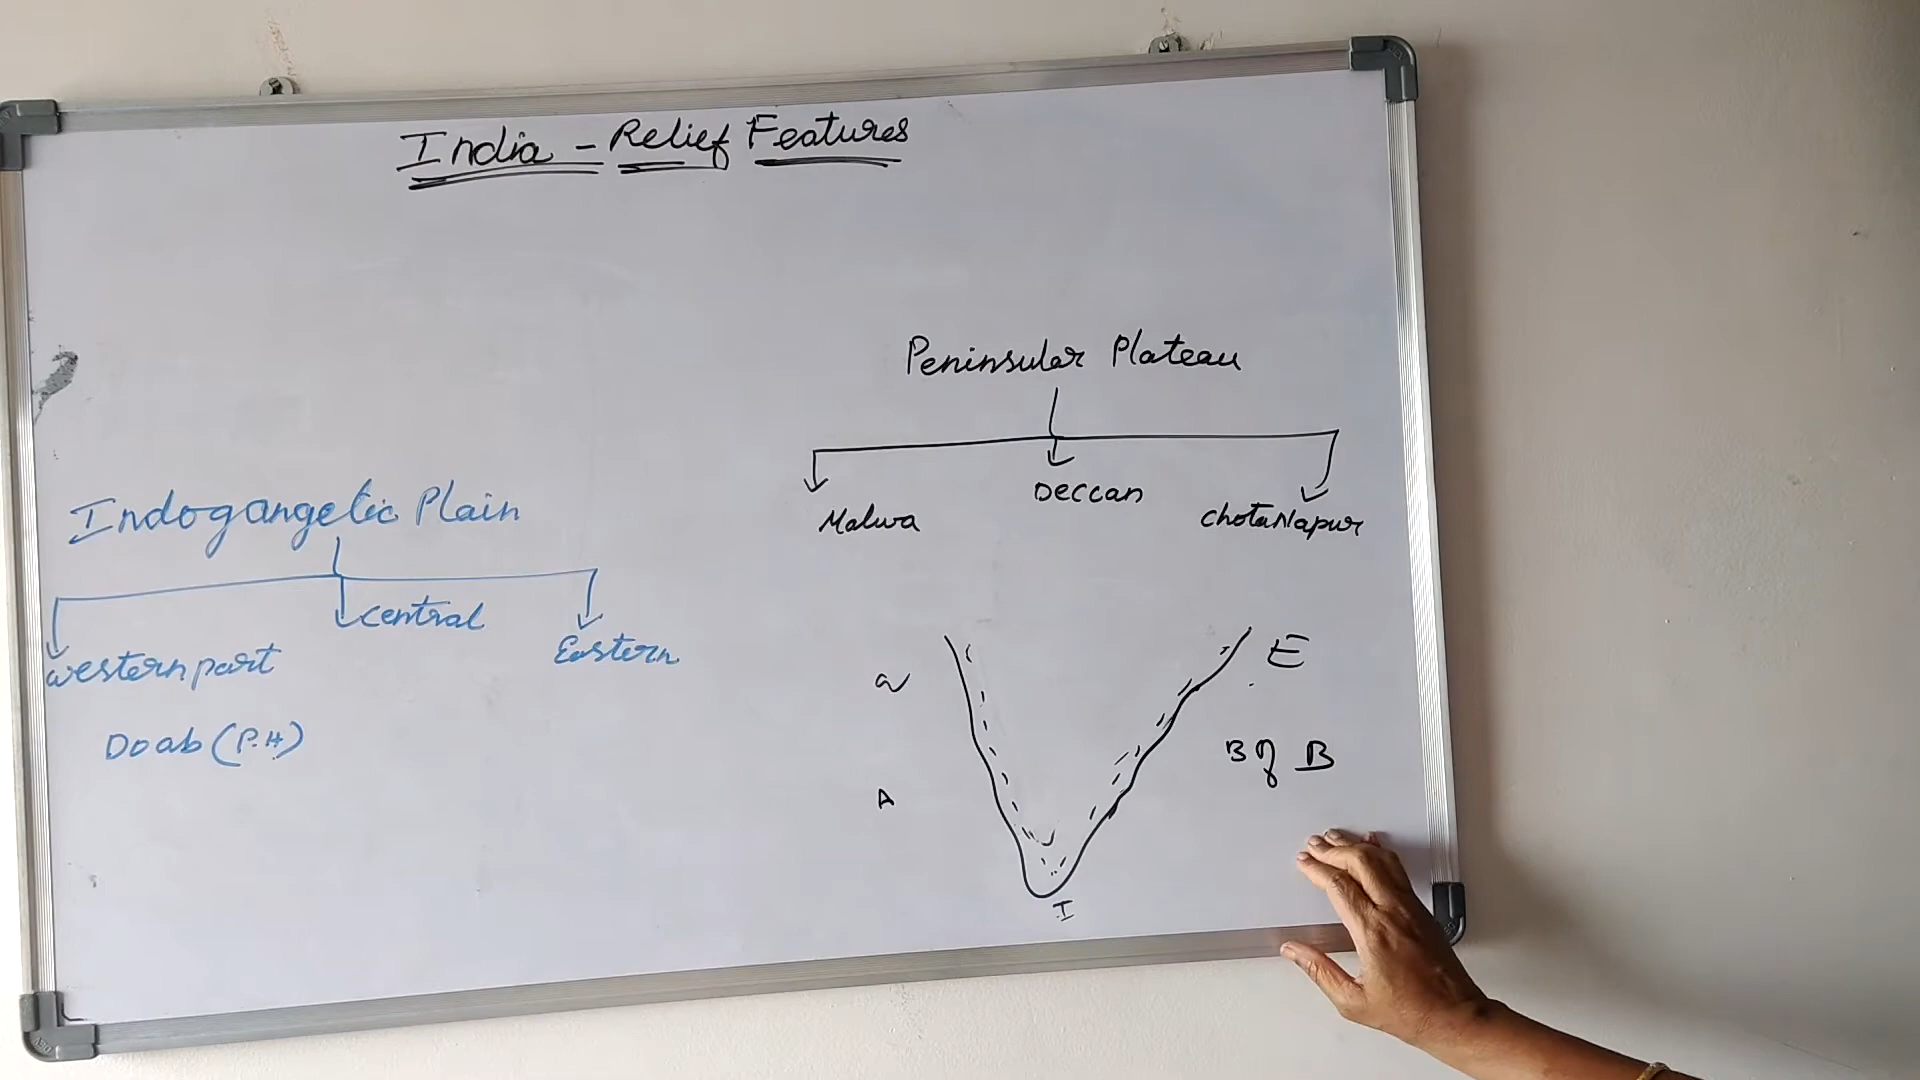 India - Relief Features
Peninsular Plateau
Malwa
Deccan
ChotaNapur
Indogangetic Plain
Western part
Central
Eastern
Doab (P.H)
W
E
A
B of B
I